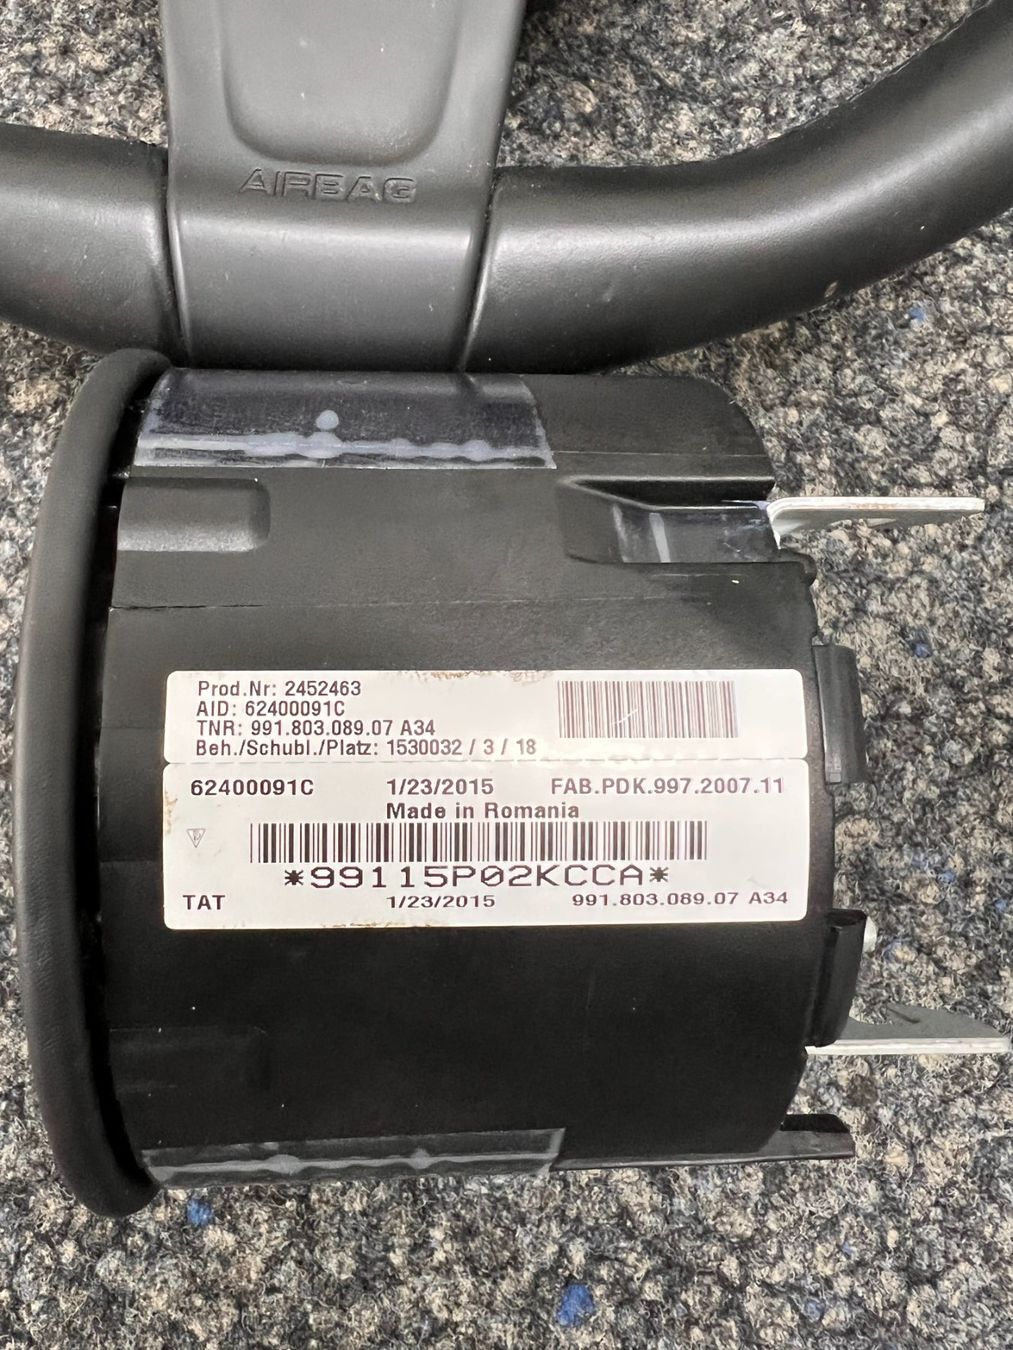 AIRBAG
Prod.Nr: 2452463
AID: 62400091C
TNR: 991.803.089.07 A34
Beh./Schubl./Platz: 1530032 / 3 / 18
62400091C 1/23/2015 FAB.PDK.997.2007.11
Made in Romania
*99115P02KCCA*
TAT 1/23/2015 991.803.089.07 A34